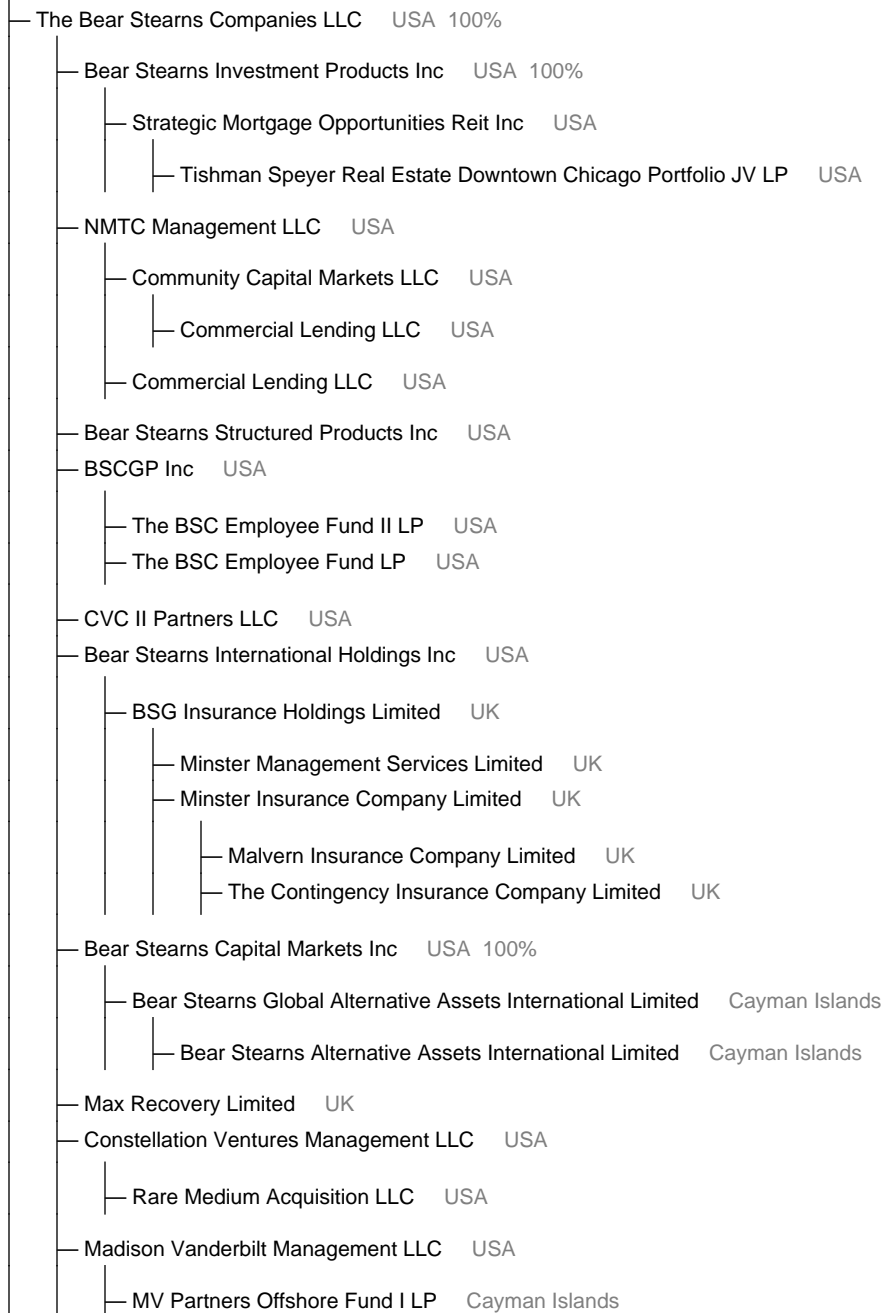 The Bear Stearns Companies LLC USA 100%
Bear Stearns Investment Products Inc USA 100%
Strategic Mortgage Opportunities Reit Inc USA
Tishman Speyer Real Estate Downtown Chicago Portfolio JV LP USA
NMTC Management LLC USA
Community Capital Markets LLC USA
Commercial Lending LLC USA
Commercial Lending LLC USA
Bear Stearns Structured Products Inc USA
BSCGP Inc USA
The BSC Employee Fund II LP USA
The BSC Employee Fund LP USA
CVC II Partners LLC USA
Bear Stearns International Holdings Inc USA
BSG Insurance Holdings Limited UK
Minster Management Services Limited UK
Minster Insurance Company Limited UK
Malvern Insurance Company Limited UK
The Contingency Insurance Company Limited UK
Bear Stearns Capital Markets Inc USA 100%
Bear Stearns Global Alternative Assets International Limited Cayman Islands
Bear Stearns Alternative Assets International Limited Cayman Islands
Max Recovery Limited UK
Constellation Ventures Management LLC USA
Rare Medium Acquisition LLC USA
Madison Vanderbilt Management LLC USA
MV Partners Offshore Fund I LP Cayman Islands